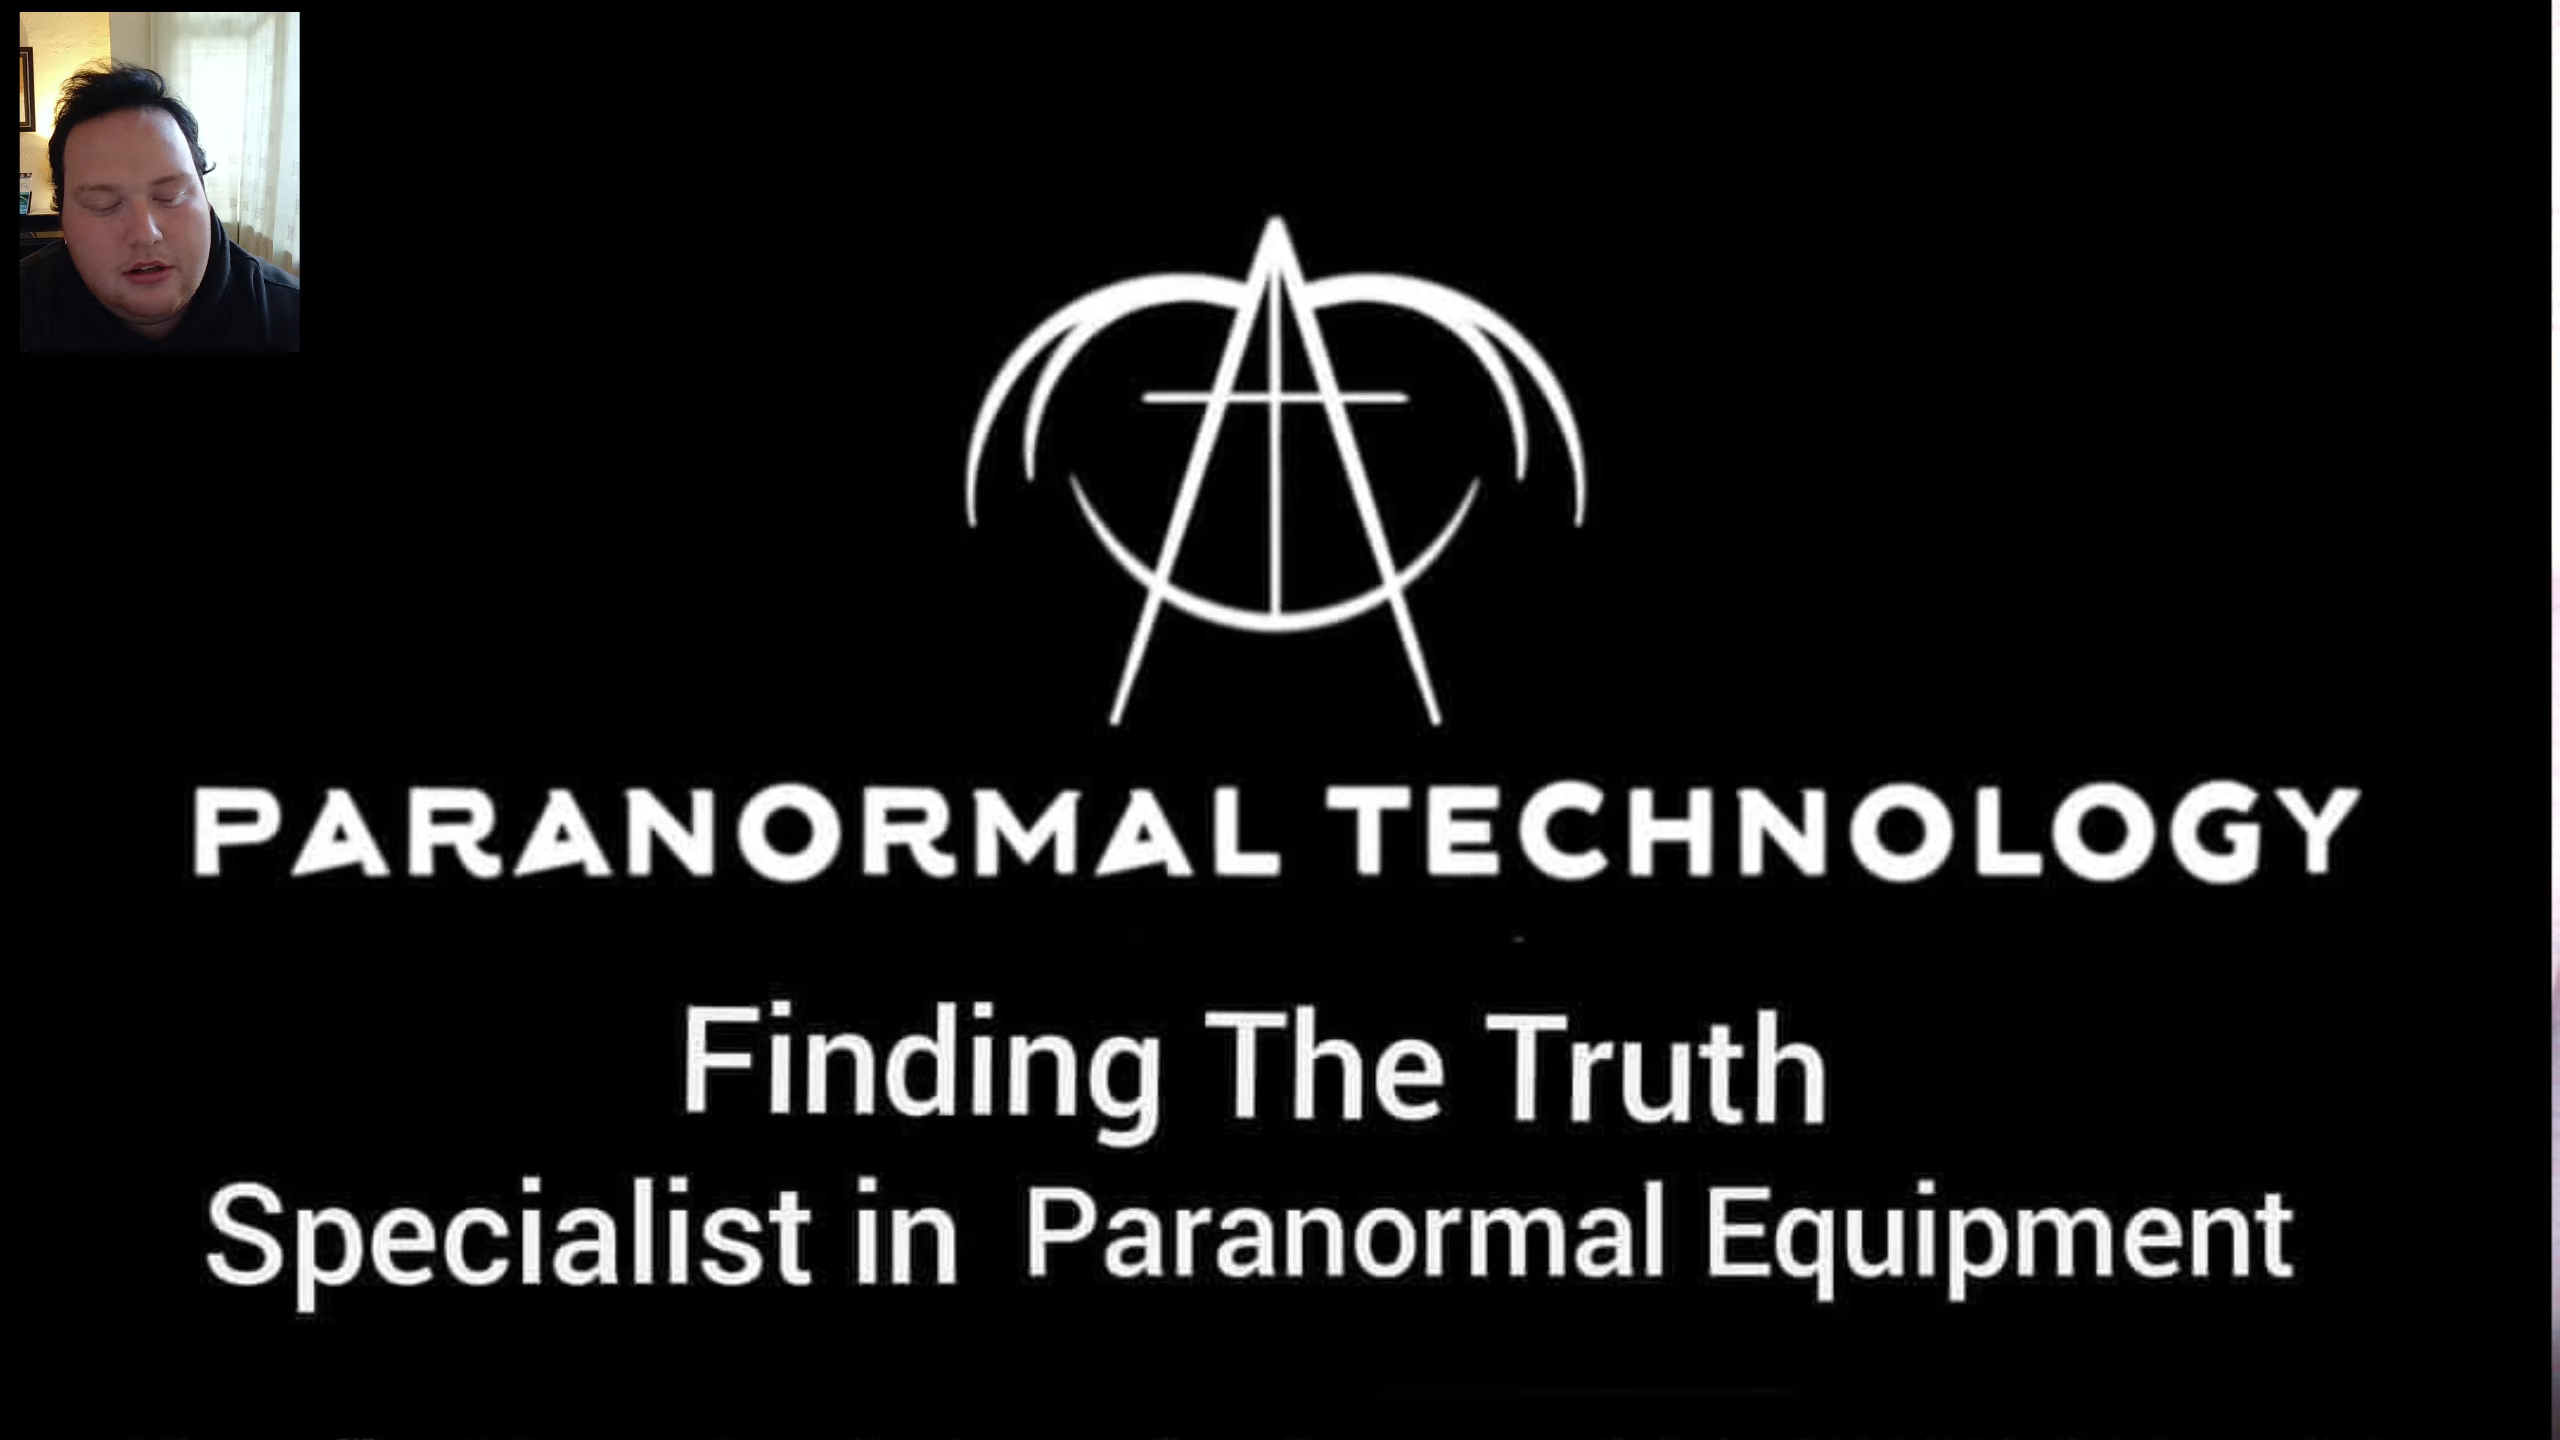 PARANORMAL TECHNOLOGY
Finding The Truth
Specialist in Paranormal Equipment